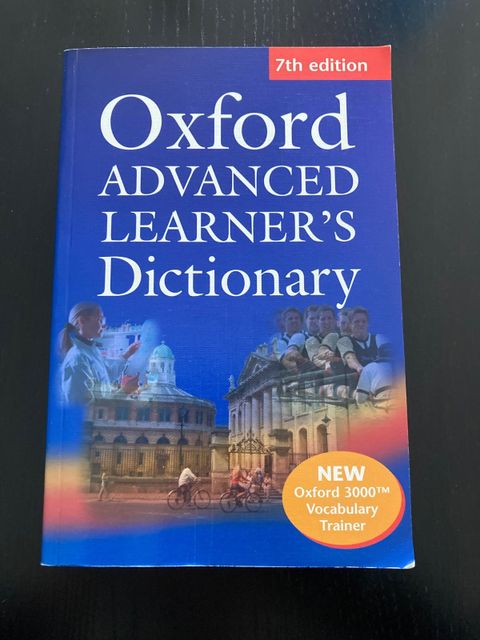 7th edition
Oxford
ADVANCED
LEARNER'S
Dictionary
NEW
Oxford 3000™
Vocabulary
Trainer